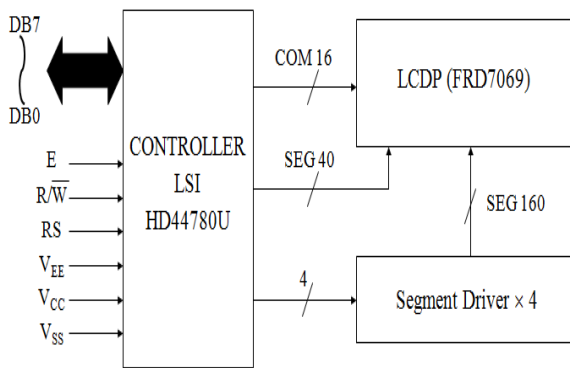 DB7
DB0
E
R/W̅
RS
VEE
VCC
VSS
CONTROLLER
LSI
HD44780U
COM 16
SEG 40
4
LCDP (FRD7069)
SEG 160
Segment Driver × 4